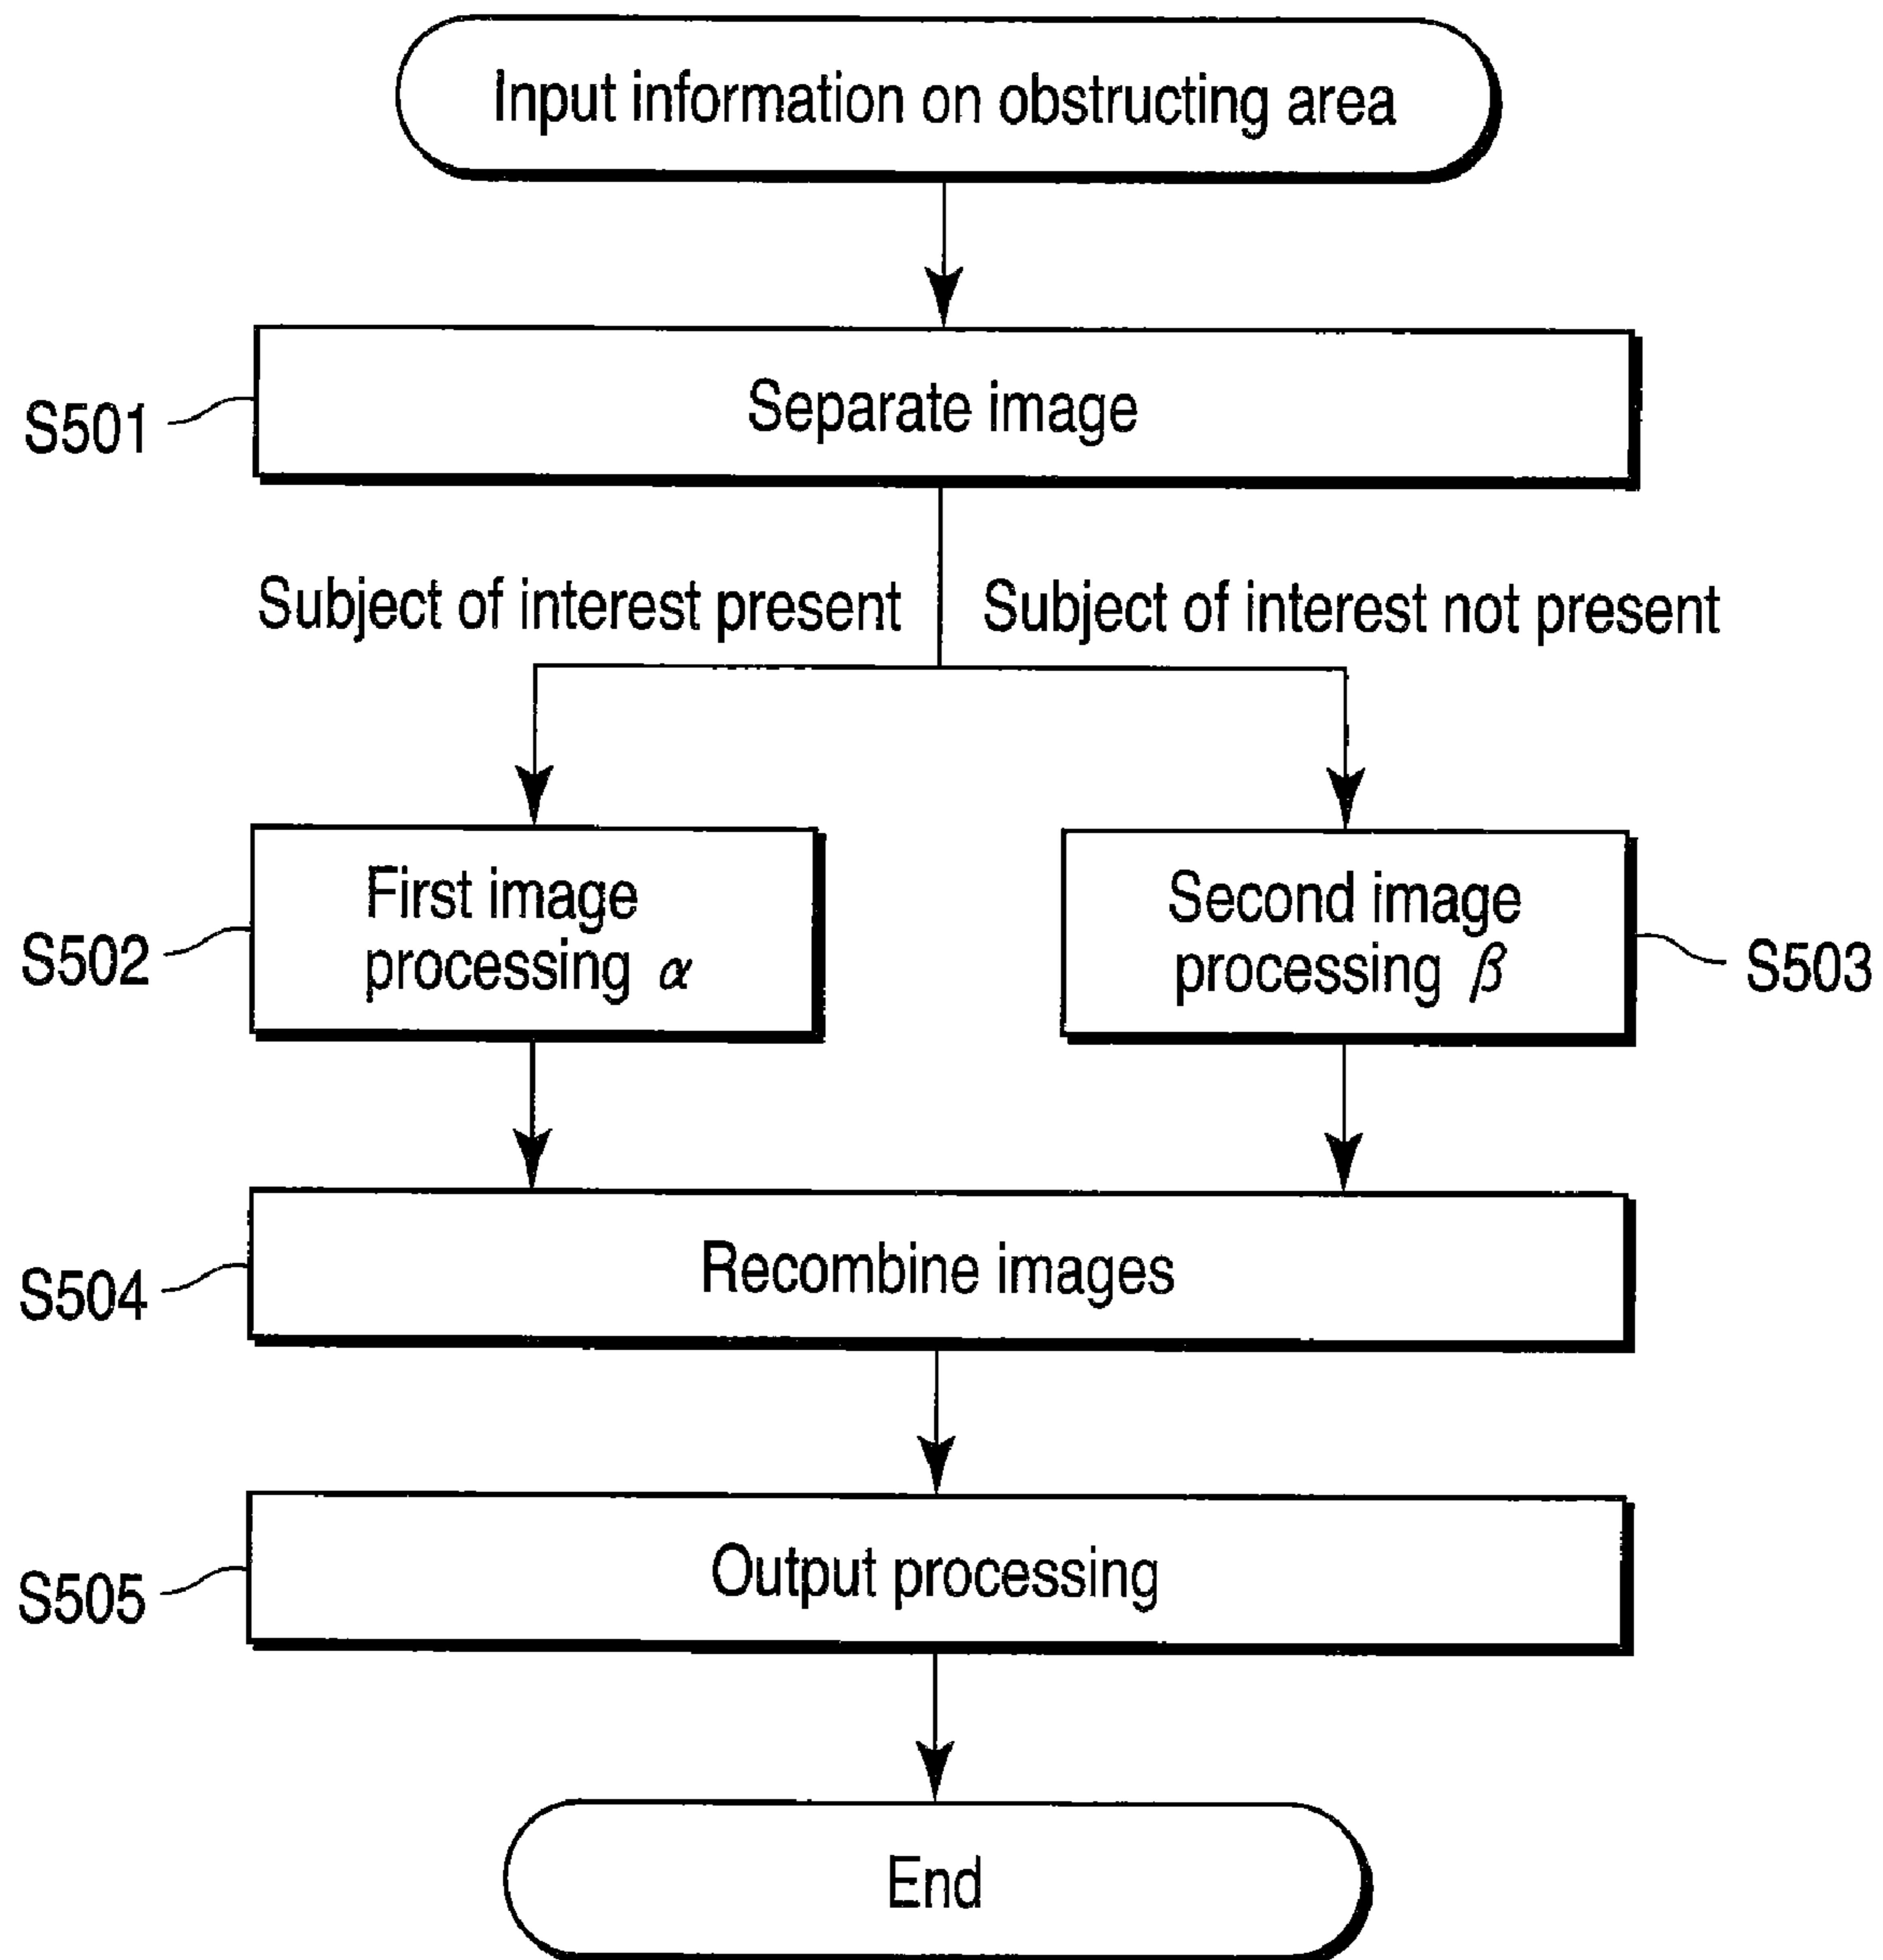 Input information on obstructing area
S501
Separate image
Subject of interest present
Subject of interest not present
First image
processing α
S502
Second image
processing β
S503
S504
Recombine images
S505
Output processing
End